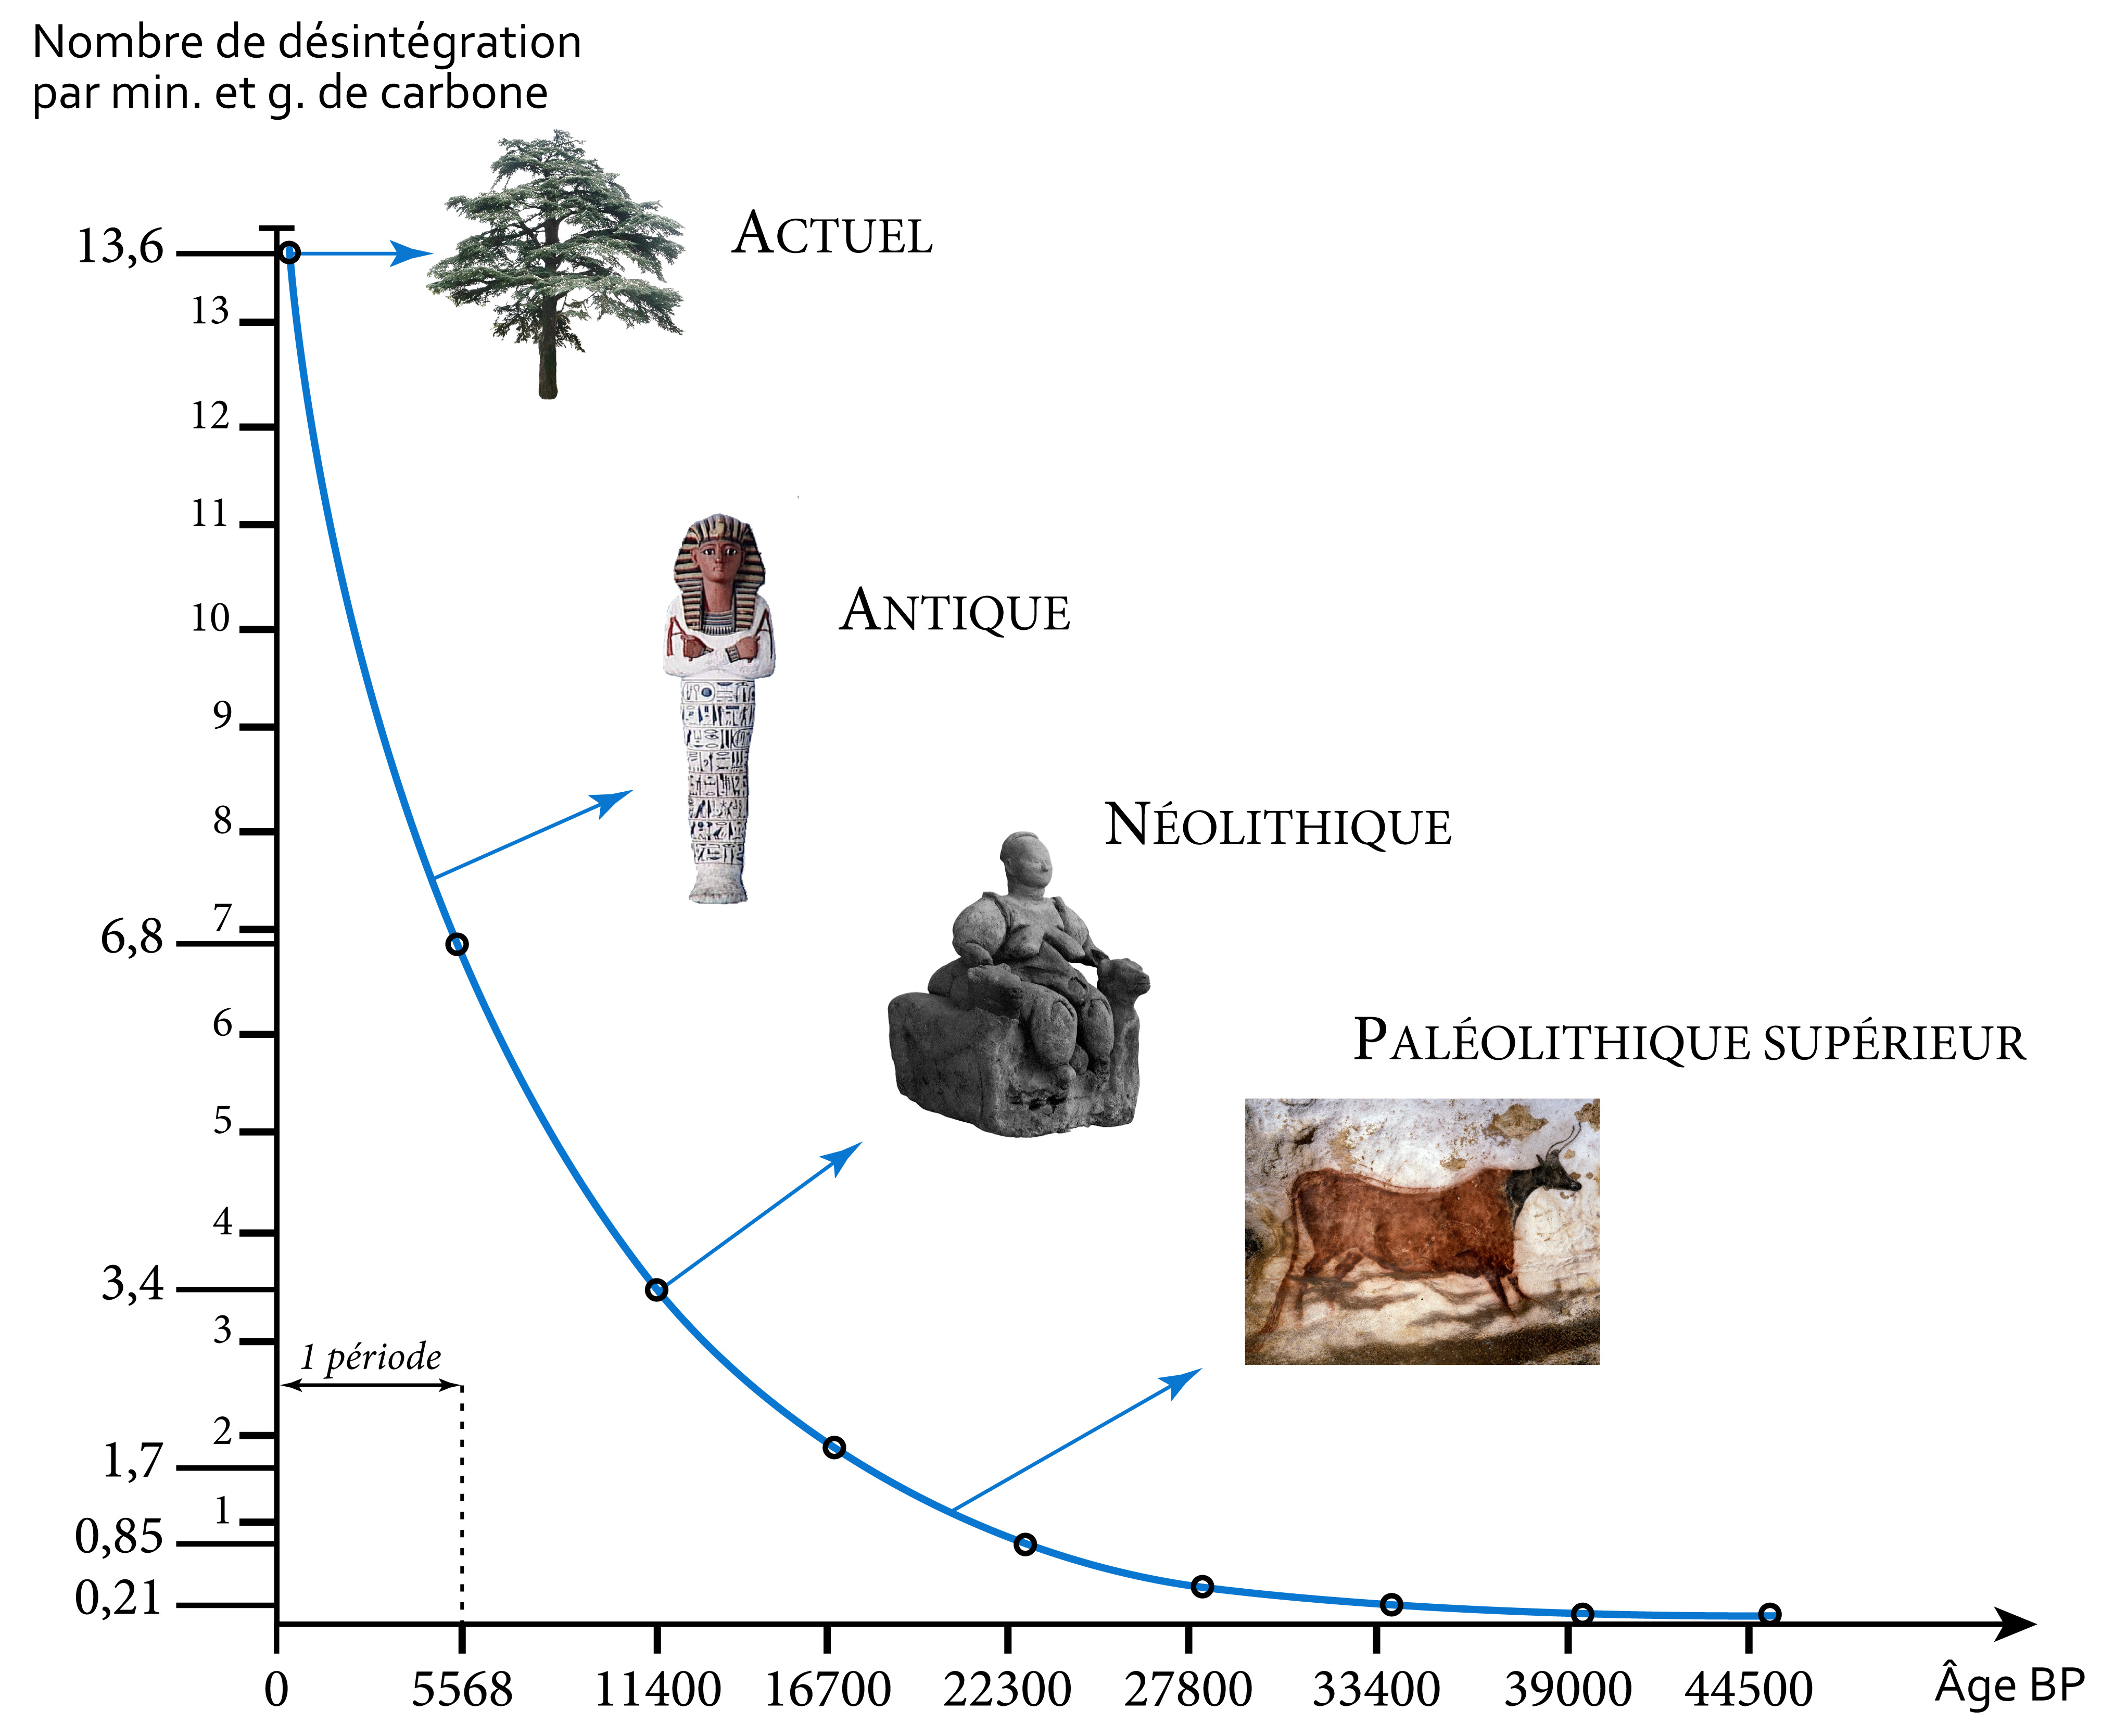 Nombre de désintégration
par min. et g. de carbone
13,6
13
12
11
10
9
8
7
6,8
6
5
4
3,4
3
2
1,7
1
0,85
0,21
Actuel
Antique
Néolithique
Paléolithique supérieur
1 période
0 5568 11400 16700 22300 27800 33400 39000 44500 Âge BP